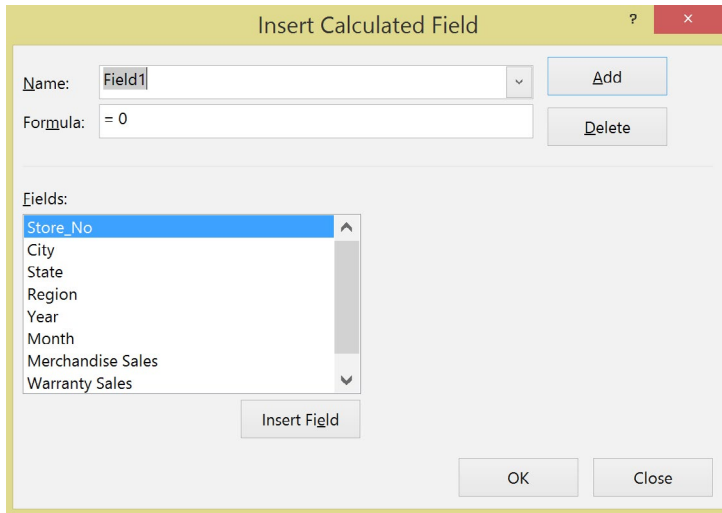 Insert Calculated Field
?
×
Name:
Field1
Add
Formula:
= 0
Delete
Fields:
Store_No
City
State
Region
Year
Month
Merchandise Sales
Warranty Sales
Insert Field
OK
Close